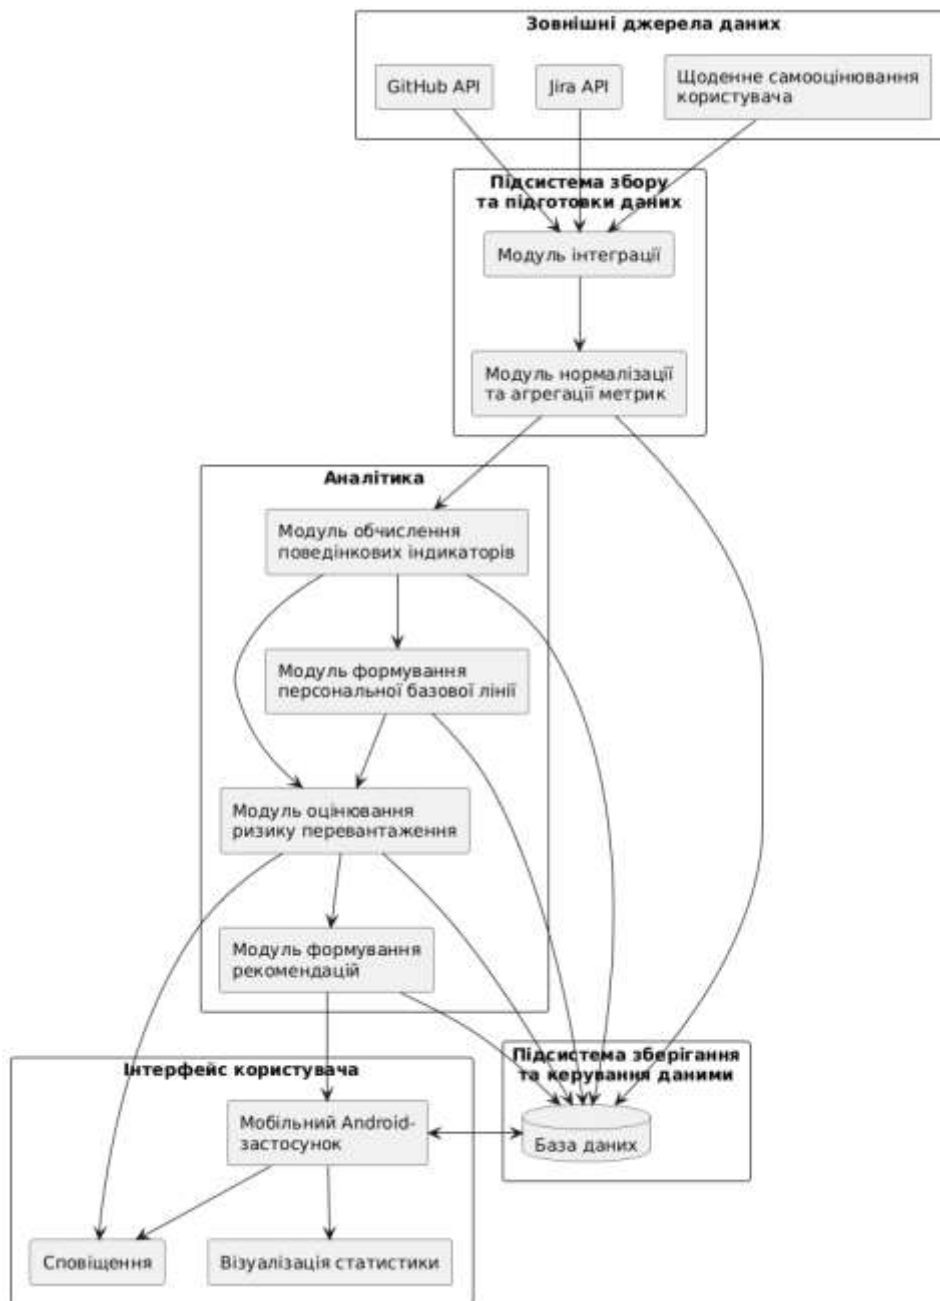 Зовнішні джерела даних
GitHub API
Jira API
Щоденне самооцінювання
користувача
Підсистема збору
та підготовки даних
Модуль інтеграції
Модуль нормалізації
та агрегації метрик
Аналітика
Модуль обчислення
поведінкових індикаторів
Модуль формування
персональної базової лінії
Модуль оцінювання
ризику перевантаження
Модуль формування
рекомендацій
Підсистема зберігання
та керування даними
База даних
Інтерфейс користувача
Мобільний Android-
застосунок
Сповіщення
Візуалізація статистики